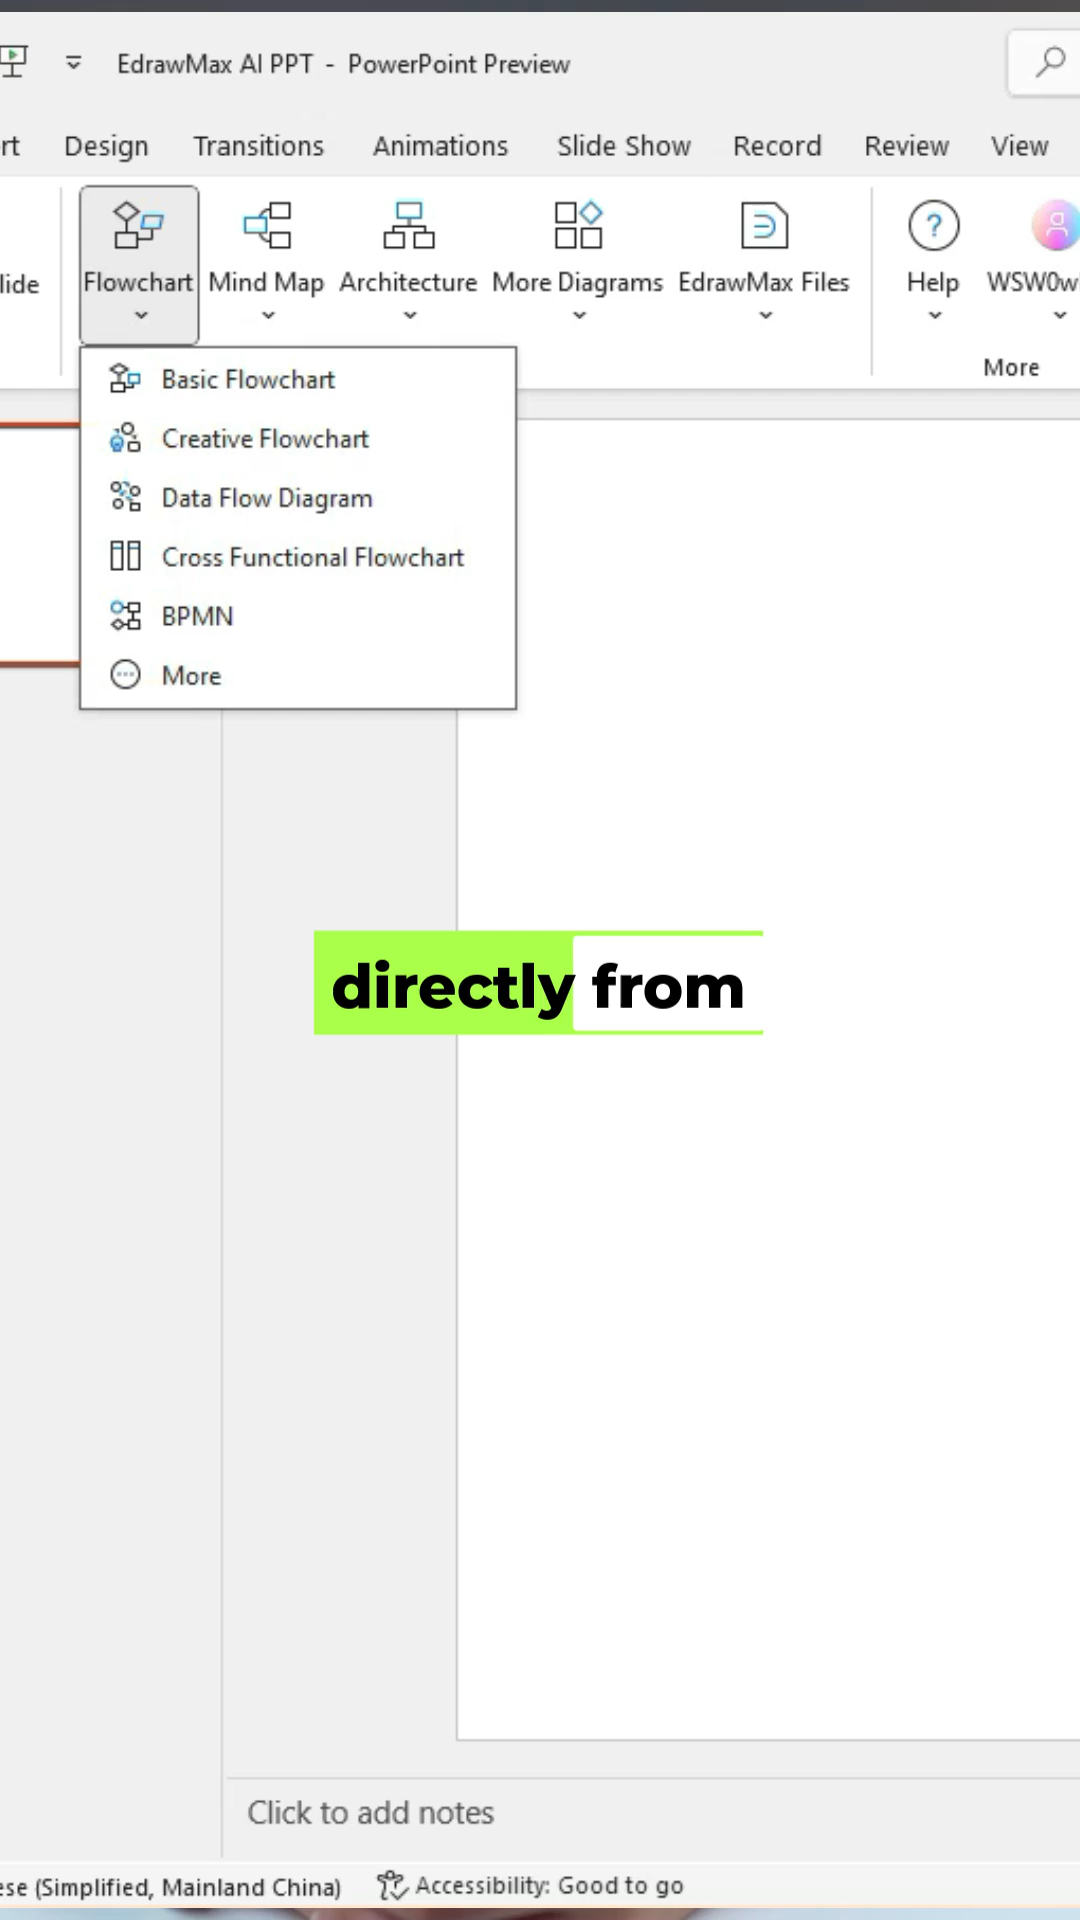 EdrawMax AI PPT - PowerPoint Preview
rt Design Transitions Animations Slide Show Record Review View
lide Flowchart Mind Map Architecture More Diagrams EdrawMax Files Help WSW0w
More
Basic Flowchart
Creative Flowchart
Data Flow Diagram
Cross Functional Flowchart
BPMN
More
directly from
Click to add notes
ese (Simplified, Mainland China) Accessibility: Good to go